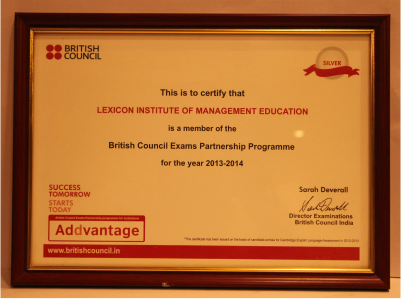 BRITISH
COUNCIL
SILVER
This is to certify that
LEXICON INSTITUTE OF MANAGEMENT EDUCATION
is a member of the
British Council Exams Partnership Programme
for the year 2013-2014
SUCCESS
TOMORROW
STARTS
TODAY
Addvantage
www.britishcouncil.in
Sarah Deverall
Director Examinations
British Council India